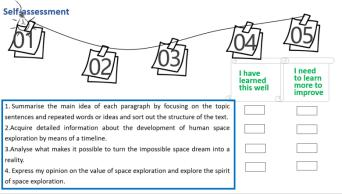 Self-assessment
01
02
03
04
05
I have
learned
this well
I need
to learn
more to
improve
1. Summarise the main idea of each paragraph by focusing on the topic
sentences and repeated words or ideas and sort out the structure of the text.
2.Acquire detailed information about the development of human space
exploration by means of a timeline.
3.Analyse what makes it possible to turn the impossible space dream into a
reality.
4. Express my opinion on the value of space exploration and explore the spirit
of space exploration.